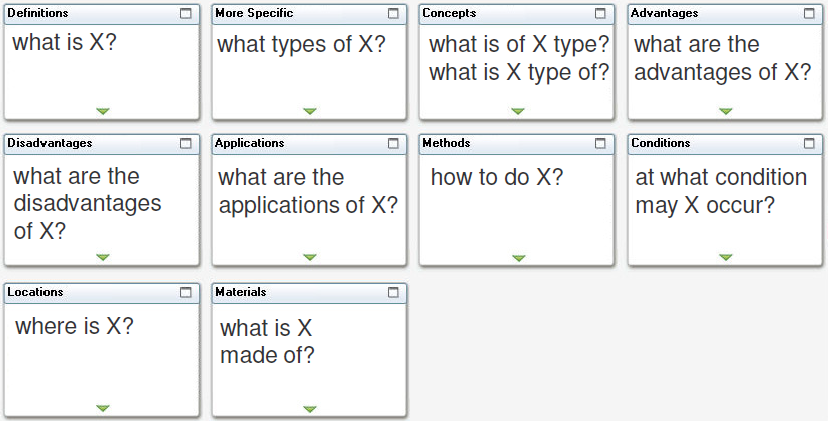 Definitions
what is X?
More Specific
what types of X?
Concepts
what is of X type?
what is X type of?
Advantages
what are the
advantages of X?
Disadvantages
what are the
disadvantages
of X?
Applications
what are the
applications of X?
Methods
how to do X?
Conditions
at what condition
may X occur?
Locations
where is X?
Materials
what is X
made of?